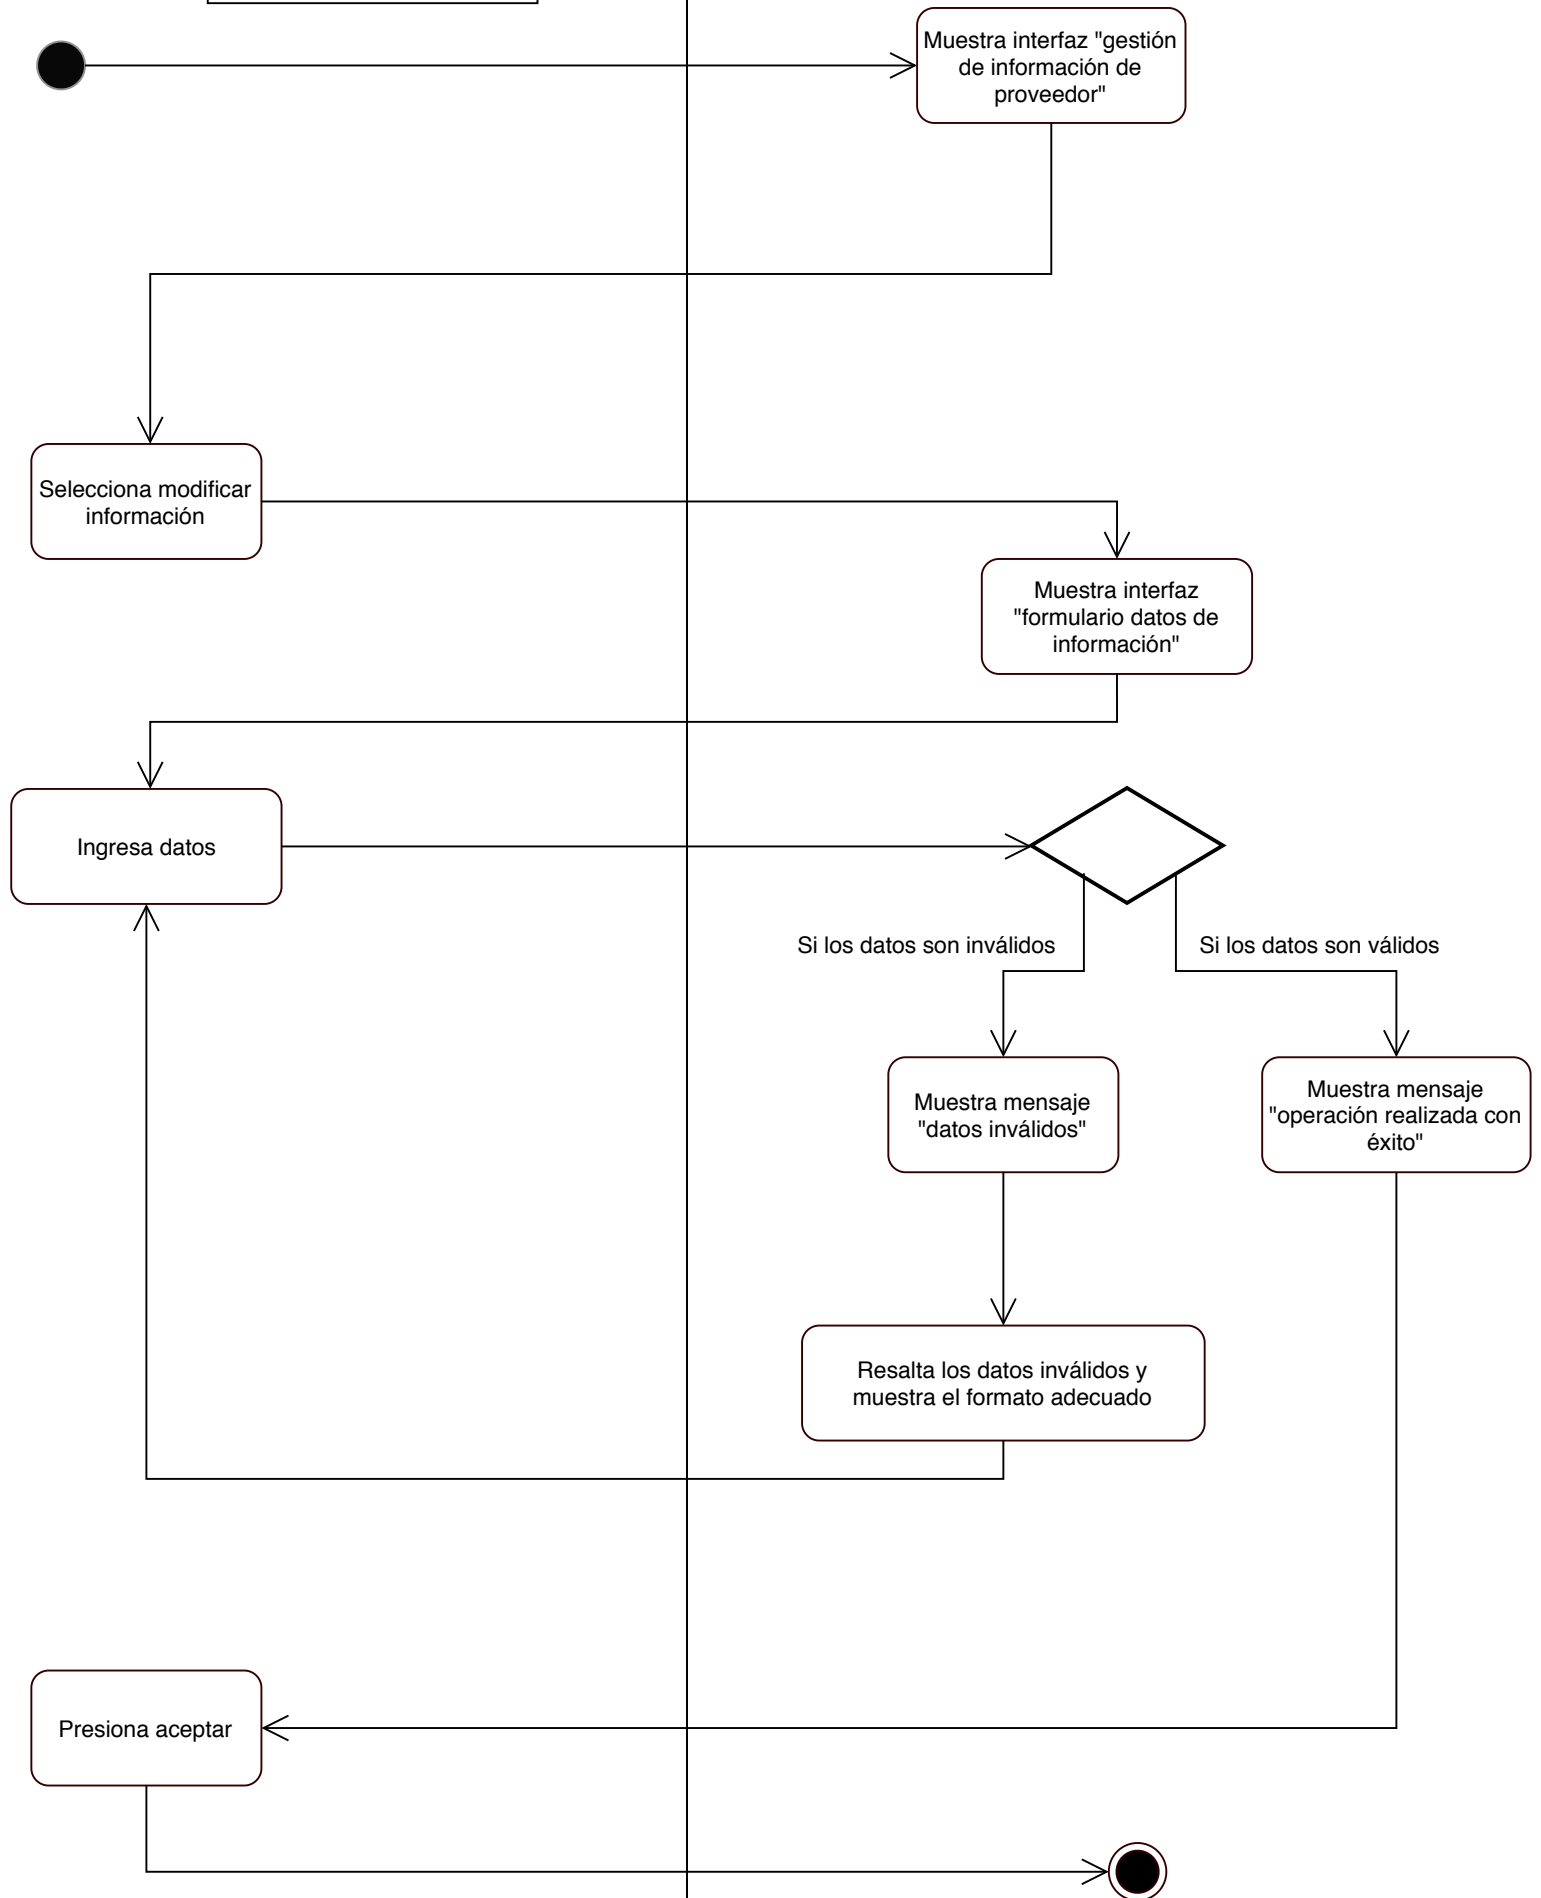 Muestra interfaz "gestión
de información de
proveedor"
Selecciona modificar
información
Muestra interfaz
"formulario datos de
información"
Ingresa datos
Si los datos son inválidos
Si los datos son válidos
Muestra mensaje
"datos inválidos"
Muestra mensaje
"operación realizada con
éxito"
Resalta los datos inválidos y
muestra el formato adecuado
Presiona aceptar